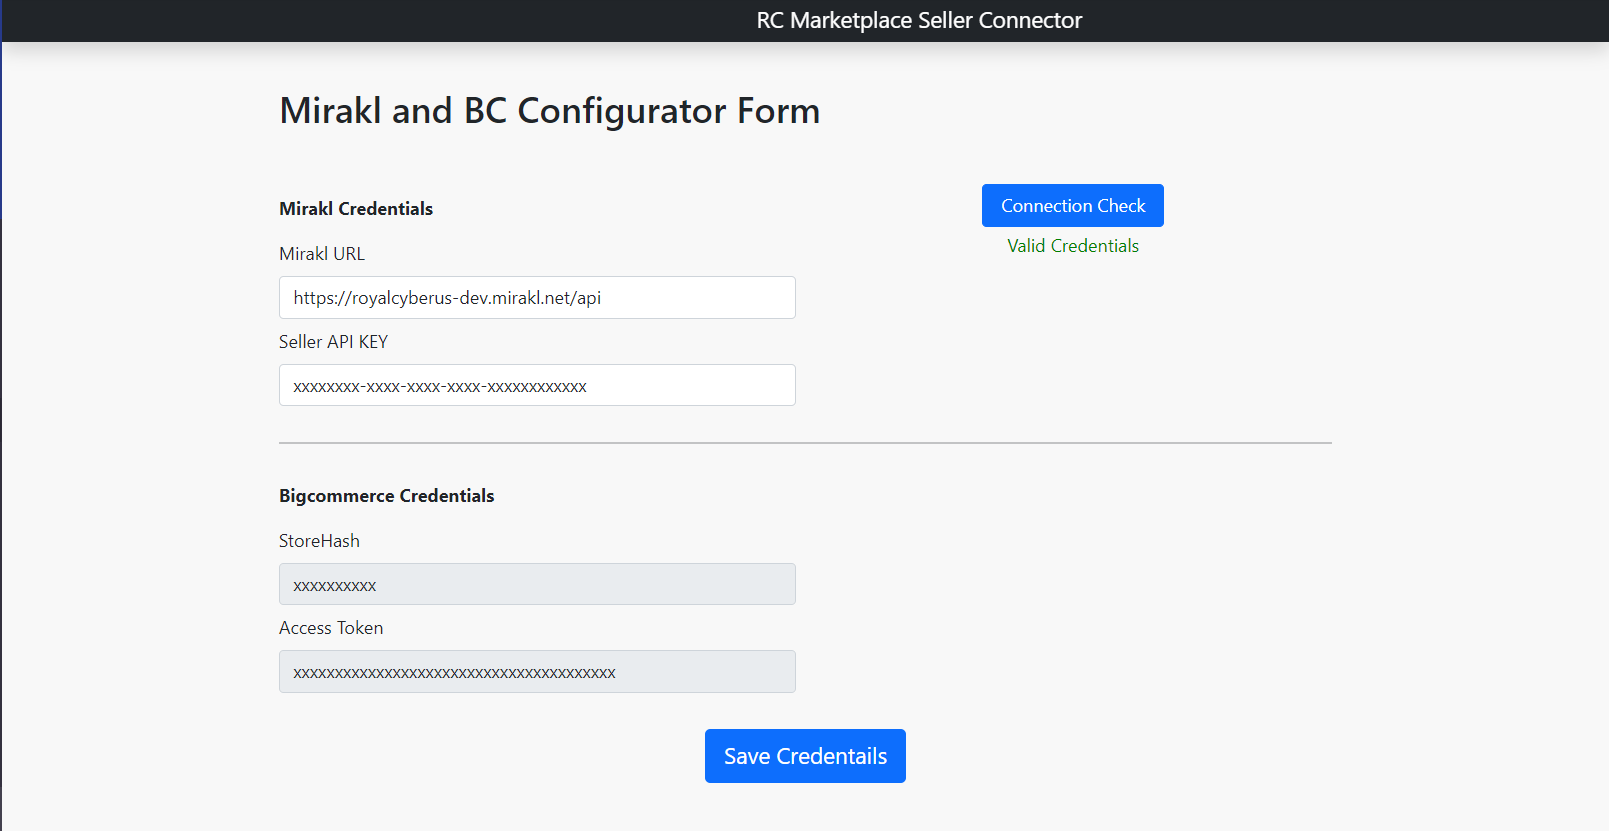 RC Marketplace Seller Connector
Mirakl and BC Configurator Form
Mirakl Credentials
Connection Check
Valid Credentials
Mirakl URL
https://royalcyberus-dev.mirakl.net/api
Seller API KEY
xxxxxxxx-xxxx-xxxx-xxxx-xxxxxxxxxxxx
Bigcommerce Credentials
StoreHash
xxxxxxxxxx
Access Token
xxxxxxxxxxxxxxxxxxxxxxxxxxxxxxxxxxxxxxx
Save Credentails